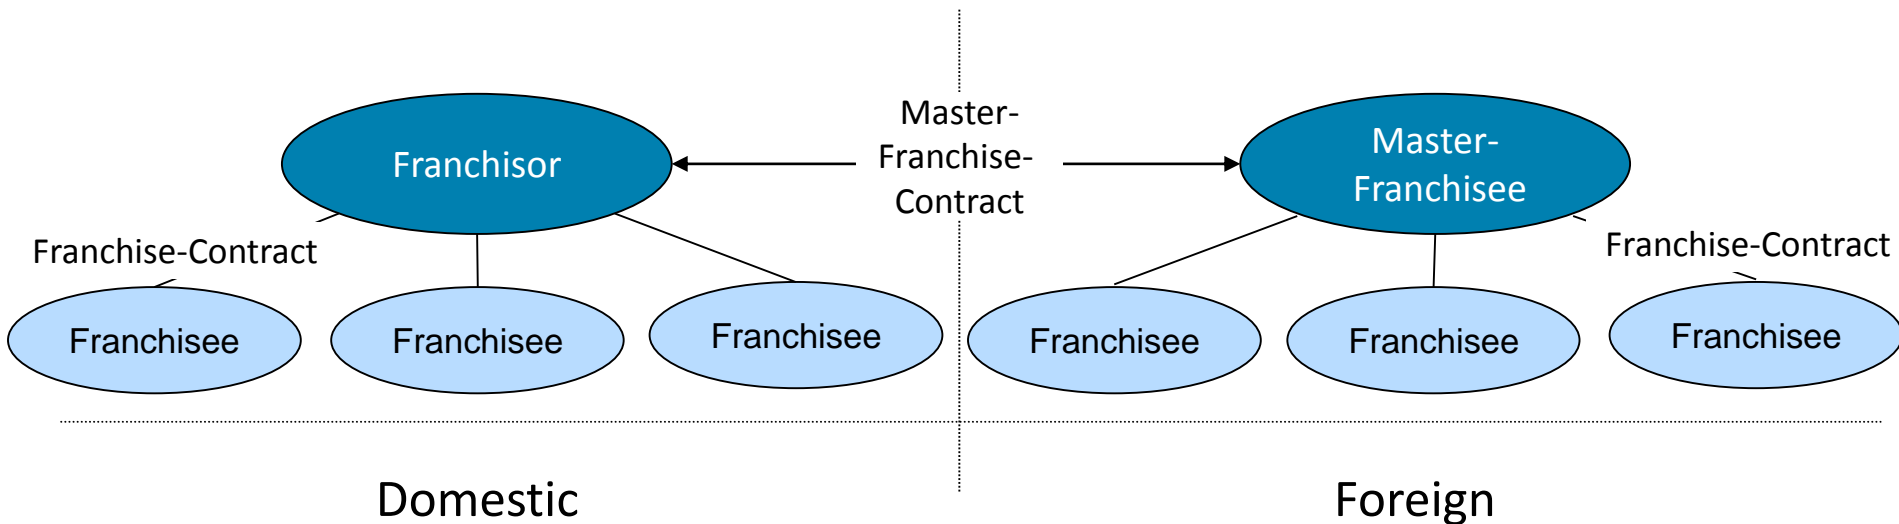 Franchisor
Master-
Franchise-
Contract
Master-
Franchisee
Franchise-Contract
Franchise-Contract
Franchisee
Franchisee
Franchisee
Franchisee
Franchisee
Franchisee
Domestic
Foreign